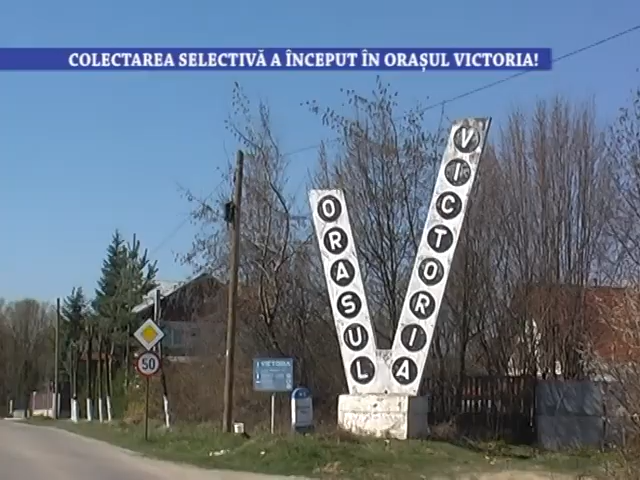 COLECTAREA SELECTIVĂ A ÎNCEPUT ÎN ORAȘUL VICTORIA!
ORASUL
VICTORIA
50
VICTORIA